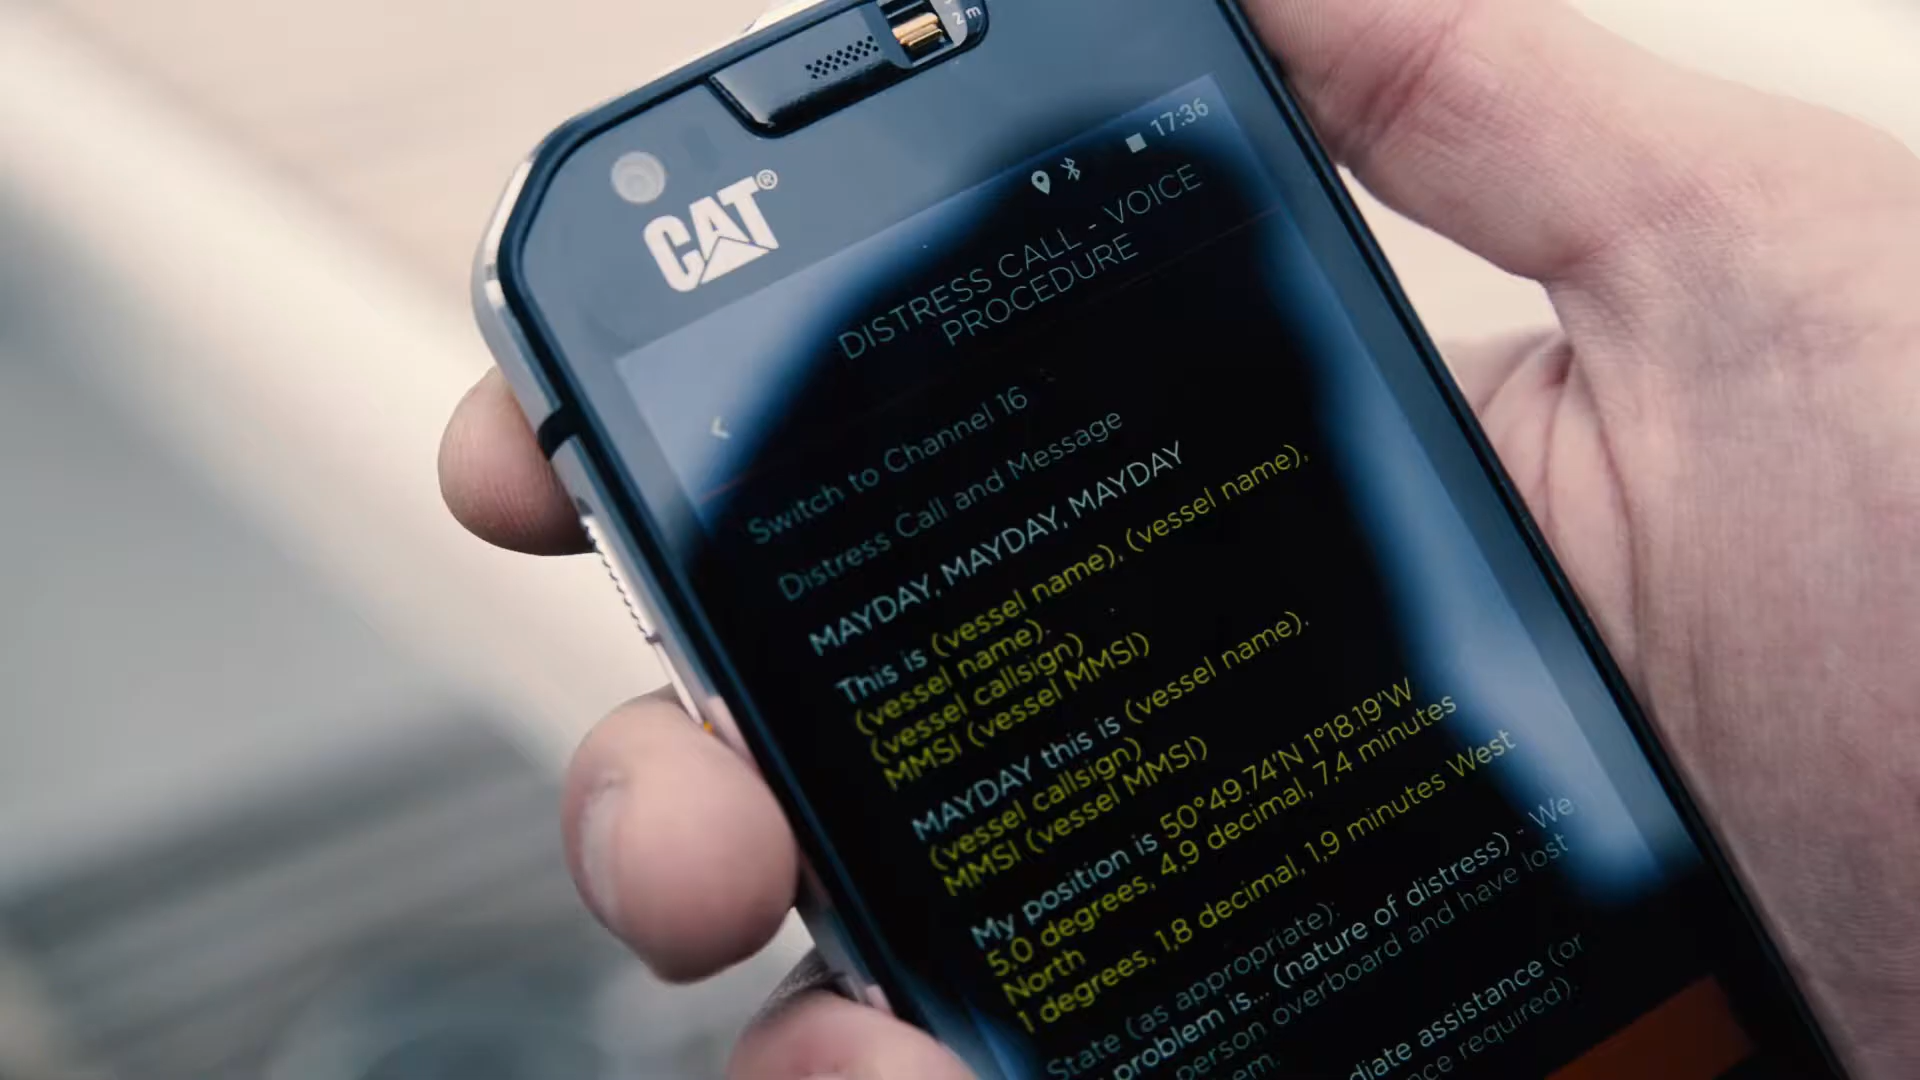 2m
CAT®
17:36
DISTRESS CALL - VOICE
PROCEDURE
Switch to Channel 16
Distress Call and Message
MAYDAY, MAYDAY, MAYDAY
This is (vessel name), (vessel name),
(vessel name).
(vessel callsign)
MMSI (vessel MMSI)
MAYDAY this is (vessel name).
(vessel callsign)
MMSI (vessel MMSI)
My position is 50°49.74'N 1°18.19'W
5,0 degrees, 4,9 decimal, 7,4 minutes
North
1 degrees, 1,8 decimal, 1,9 minutes West
State (as appropriate):
problem is... (nature of distress) - We
person overboard and have lost
assistance (or
required).